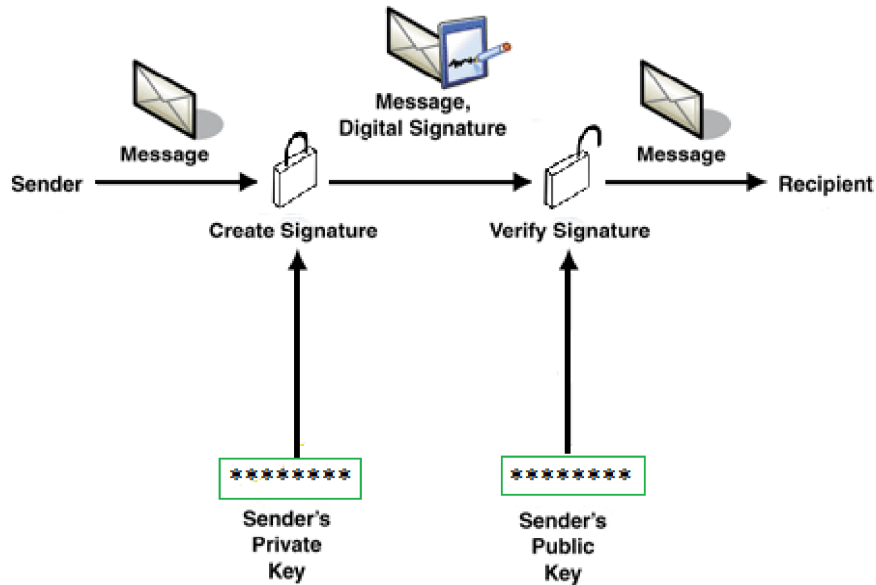 Message,
Digital Signature
Message
Message
Sender
Recipient
Create Signature
Verify Signature
********
********
Sender's
Private
Key
Sender's
Public
Key